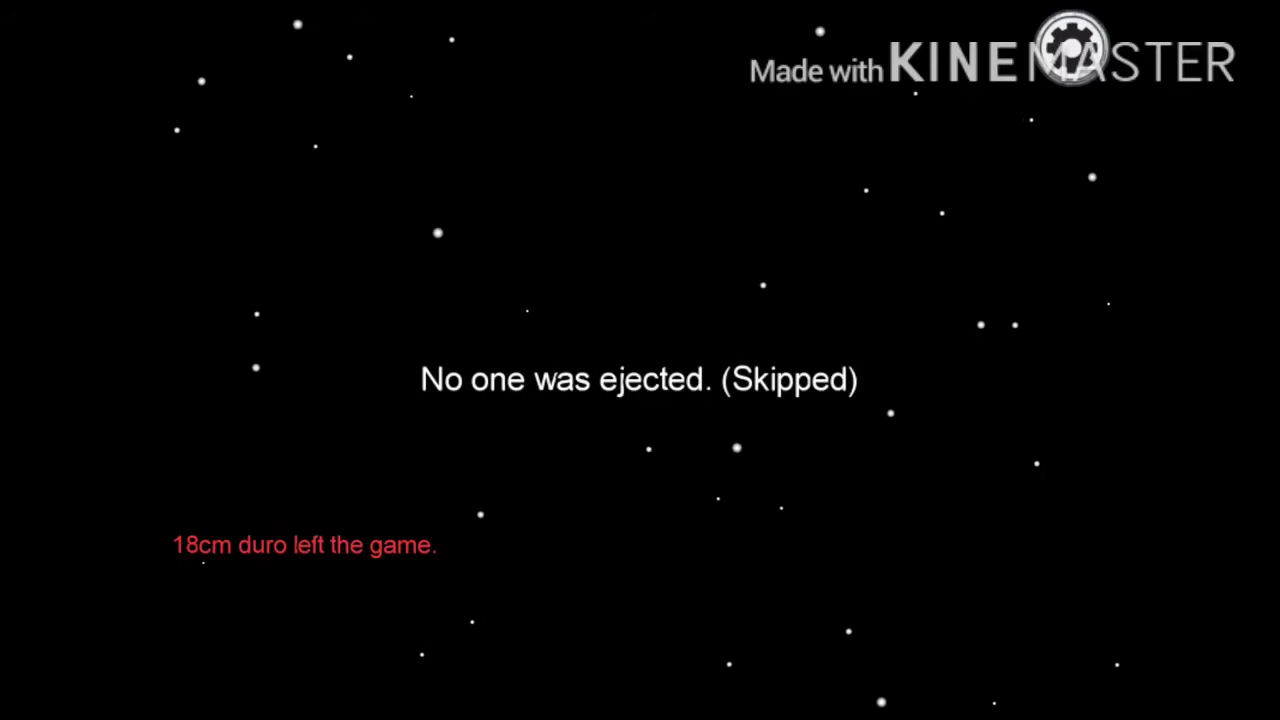 Made with KINEMASTER
No one was ejected. (Skipped)
18cm duro left the game.